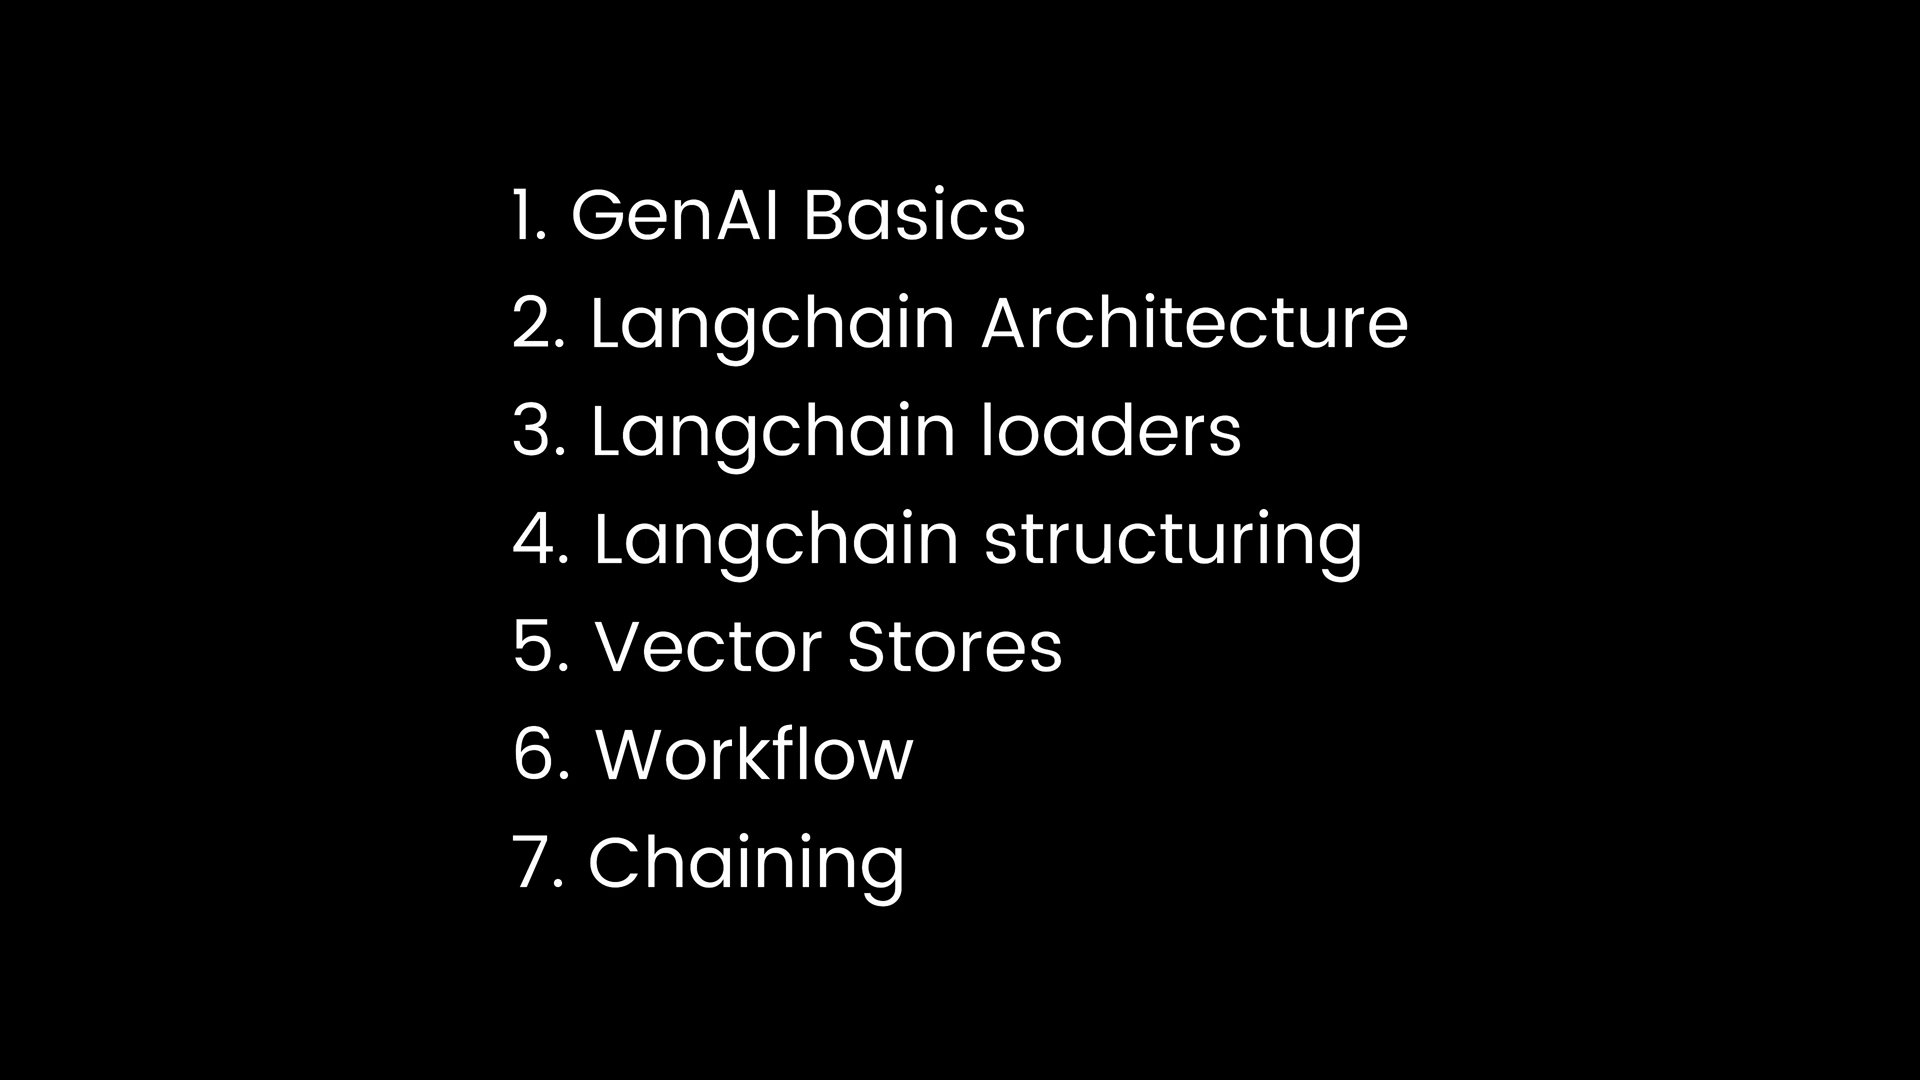 1. GenAI Basics
2. Langchain Architecture
3. Langchain loaders
4. Langchain structuring
5. Vector Stores
6. Workflow
7. Chaining